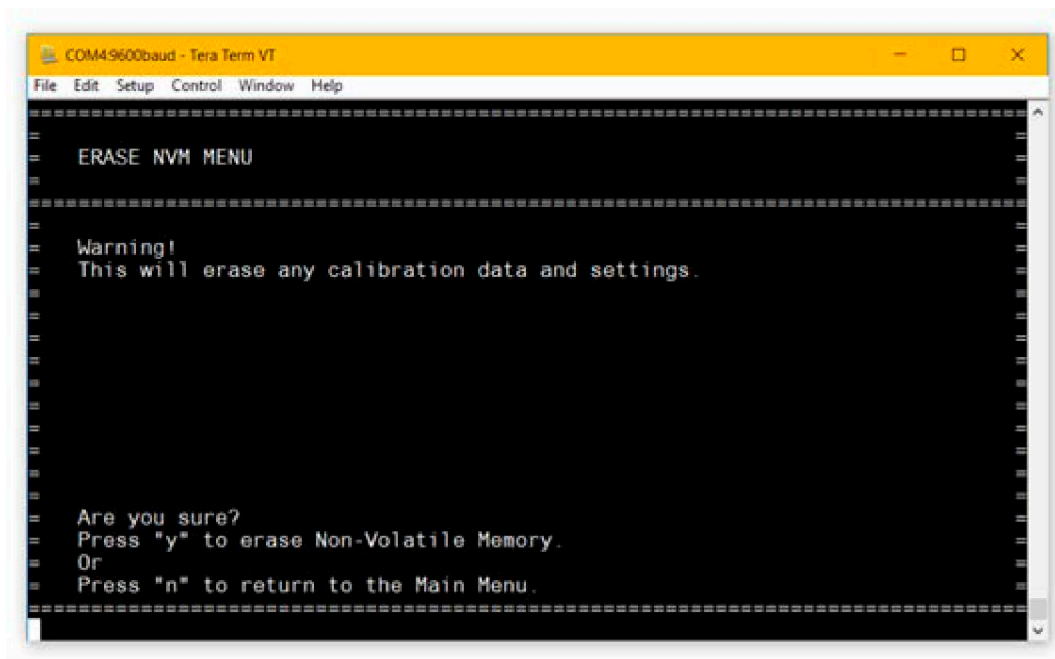 COM4:9600baud - Tera Term VT
File Edit Setup Control Window Help
ERASE NVM MENU
Warning!
This will erase any calibration data and settings.
Are you sure?
Press "y" to erase Non-Volatile Memory.
Or
Press "n" to return to the Main Menu.